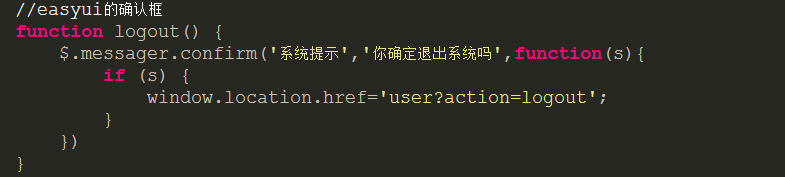 //easyui的确认框
function logout() {
    $.messager.confirm('系统提示','你确定退出系统吗',function(s){
        if (s) {
            window.location.href='user?action=logout';
        }
    })
}